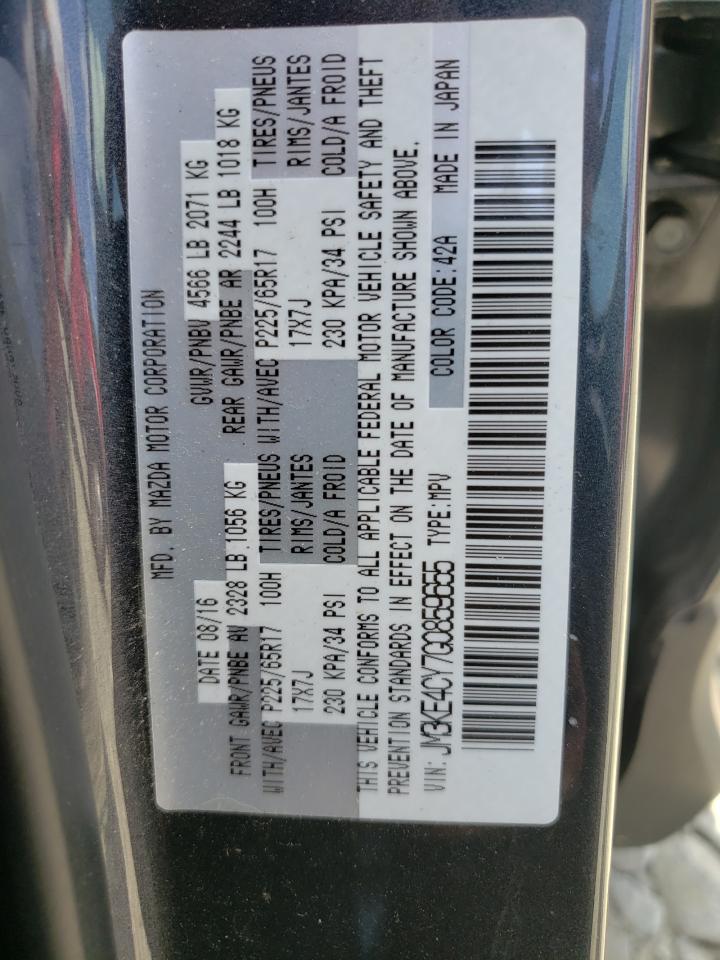 MFD. BY MAZDA MOTOR CORPORATION
DATE 08/16 GVWR/PNBV 4566 LB 2071 KG
FRONT GAWR/PNBE AV 2328 LB 1056 KG REAR GAWR/PNBE AR 2244 LB 1018 KG
WITH/AVEC P225/65R17 100H TIRES/PNEUS WITH/AVEC P225/65R17 100H TIRES/PNEUS
17X7J RIMS/JANTES 17X7J RIMS/JANTES
230 KPA/34 PSI COLD/A FROID 230 KPA/34 PSI COLD/A FROID
THIS VEHICLE CONFORMS TO ALL APPLICABLE FEDERAL MOTOR VEHICLE SAFETY AND THEFT
PREVENTION STANDARDS IN EFFECT ON THE DATE OF MANUFACTURE SHOWN ABOVE.
VIN: JM3KE4CY7G0859655 TYPE:MPV COLOR CODE:42A MADE IN JAPAN